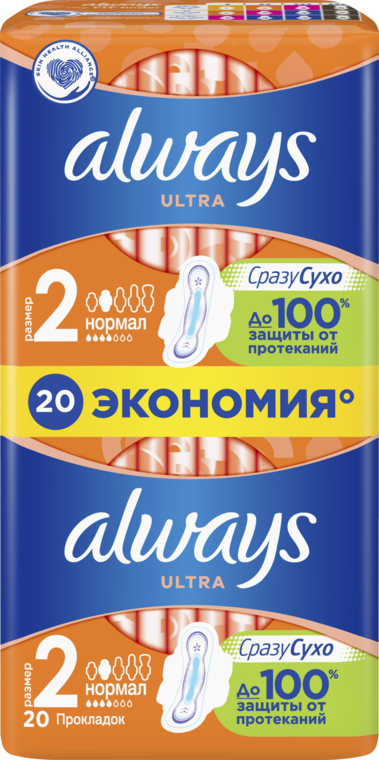 SKIN HEALTH ALLIANCE
always
ULTRA
размер
2
нормал
СразуСухо
До 100%
защиты от
протеканий
20 ЭКОНОМИЯ°
always
ULTRA
размер
2
нормал
20 Прокладок
СразуСухо
До 100%
защиты от
протеканий